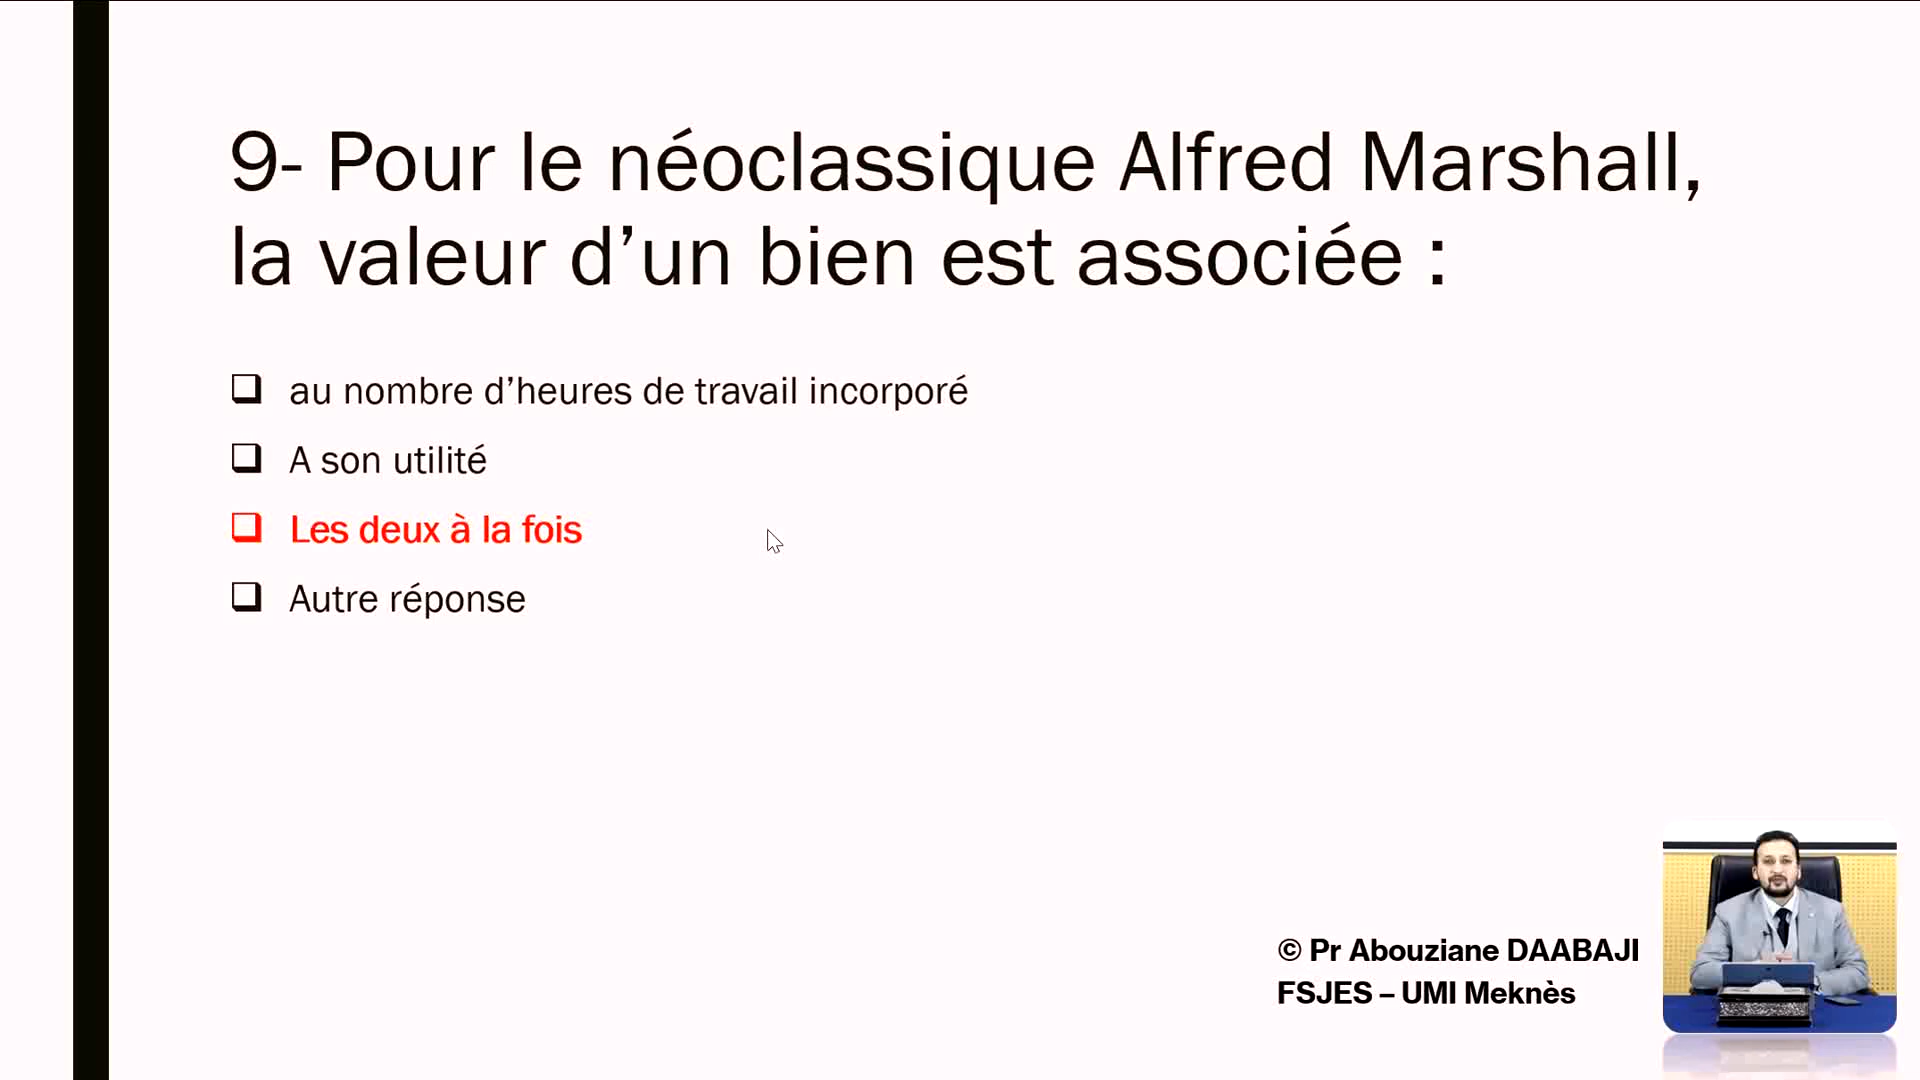 9- Pour le néoclassique Alfred Marshall,
la valeur d’un bien est associée :
❑ au nombre d’heures de travail incorporé
❑ A son utilité
❑ Les deux à la fois
❑ Autre réponse
© Pr Abouziane DAABAJI
FSJES – UMI Meknès